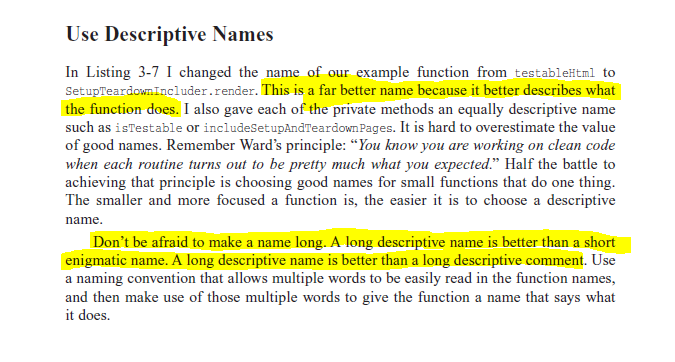 Use Descriptive Names
In Listing 3-7 I changed the name of our example function from testableHtml to
SetupTeardownIncluder.render. This is a far better name because it better describes what
the function does. I also gave each of the private methods an equally descriptive name
such as isTestable or includeSetupAndTeardownPages. It is hard to overestimate the value
of good names. Remember Ward’s principle: “You know you are working on clean code
when each routine turns out to be pretty much what you expected.” Half the battle to
achieving that principle is choosing good names for small functions that do one thing.
The smaller and more focused a function is, the easier it is to choose a descriptive
name.
Don’t be afraid to make a name long. A long descriptive name is better than a short
enigmatic name. A long descriptive name is better than a long descriptive comment. Use
a naming convention that allows multiple words to be easily read in the function names,
and then make use of those multiple words to give the function a name that says what
it does.